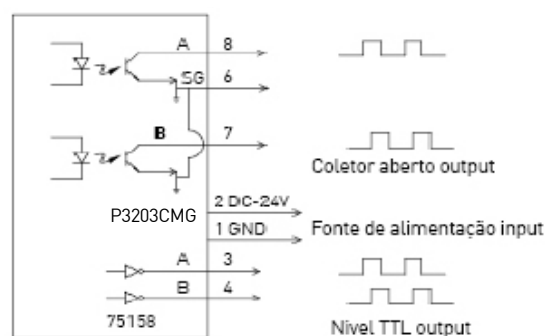 A 8
SG 6
B 7
Coletor aberto output
2 DC-24V
P3203CMG
1 GND
Fonte de alimentação input
A 3
B 4
75158
Nivel TTL output